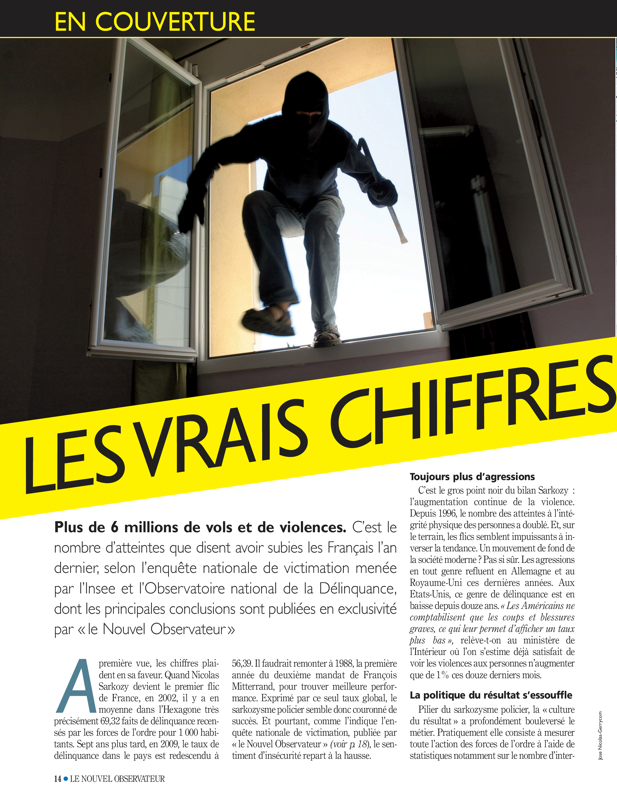 EN COUVERTURE
LES VRAIS CHIFFRES
Plus de 6 millions de vols et de violences. C'est le
nombre d'atteintes que disent avoir subies les Français l'an
dernier, selon l'enquête nationale de victimation menée
par l'Insee et l'Observatoire national de la Délinquance,
dont les principales conclusions sont publiées en exclusivité
par « le Nouvel Observateur »
A première vue, les chiffres plai-
dent en sa faveur. Quand Nicolas
Sarkozy devient le premier flic
de France, en 2002, il y a en
moyenne dans l'Hexagone très
précisément 69,32 faits de délinquance recen-
sés par les forces de l'ordre pour 1 000 habi-
tants. Sept ans plus tard, en 2009, le taux de
délinquance dans le pays est redescendu à
56,39. Il faudrait remonter à 1988, la première
année du deuxième mandat de François
Mitterrand, pour trouver meilleure perfor-
mance. Exprimé par ce seul taux global, le
sarkozysme policier semble donc couronné de
succès. Et pourtant, comme l'indique l'en-
quête nationale de victimation, publiée par
« le Nouvel Observateur » (voir p. 18), le sen-
timent d'insécurité repart à la hausse.
Toujours plus d'agressions
C'est le gros point noir du bilan Sarkozy :
l'augmentation continue de la violence.
Depuis 1996, le nombre des atteintes à l'inté-
grité physique des personnes a doublé. Et, sur
le terrain, les flics semblent impuissants à in-
verser la tendance. Un mouvement de fond de
la société moderne ? Pas si sûr. Les agressions
en tout genre refluent en Allemagne et au
Royaume-Uni ces dernières années. Aux
Etats-Unis, ce genre de délinquance est en
baisse depuis douze ans. « Les Américains ne
comptabilisent que les coups et blessures
graves, ce qui leur permet d'afficher un taux
plus bas », relève-t-on au ministère de
l'Intérieur où l'on s'estime déjà satisfait de
voir les violences aux personnes n'augmenter
que de 1% ces douze derniers mois.
La politique du résultat s'essouffle
Pilier du sarkozysme policier, la « culture
du résultat » a profondément bouleversé le
métier. Pratiquement elle consiste à mesurer
toute l'action des forces de l'ordre à l'aide de
statistiques notamment sur le nombre d'inter-
Jose Nicolas-Gerryson
14 ● LE NOUVEL OBSERVATEUR